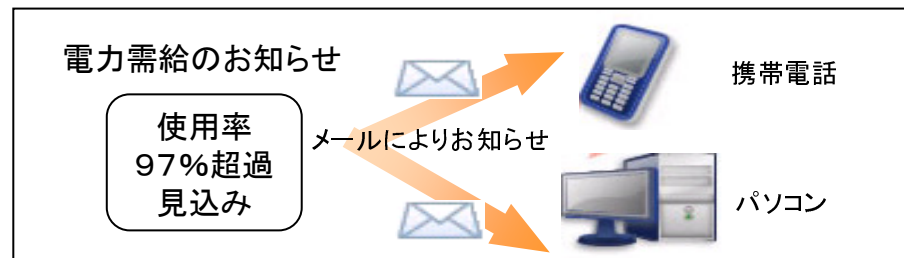 電力需給のお知らせ
使用率
97%超過
見込み
メールによりお知らせ
携帯電話
パソコン